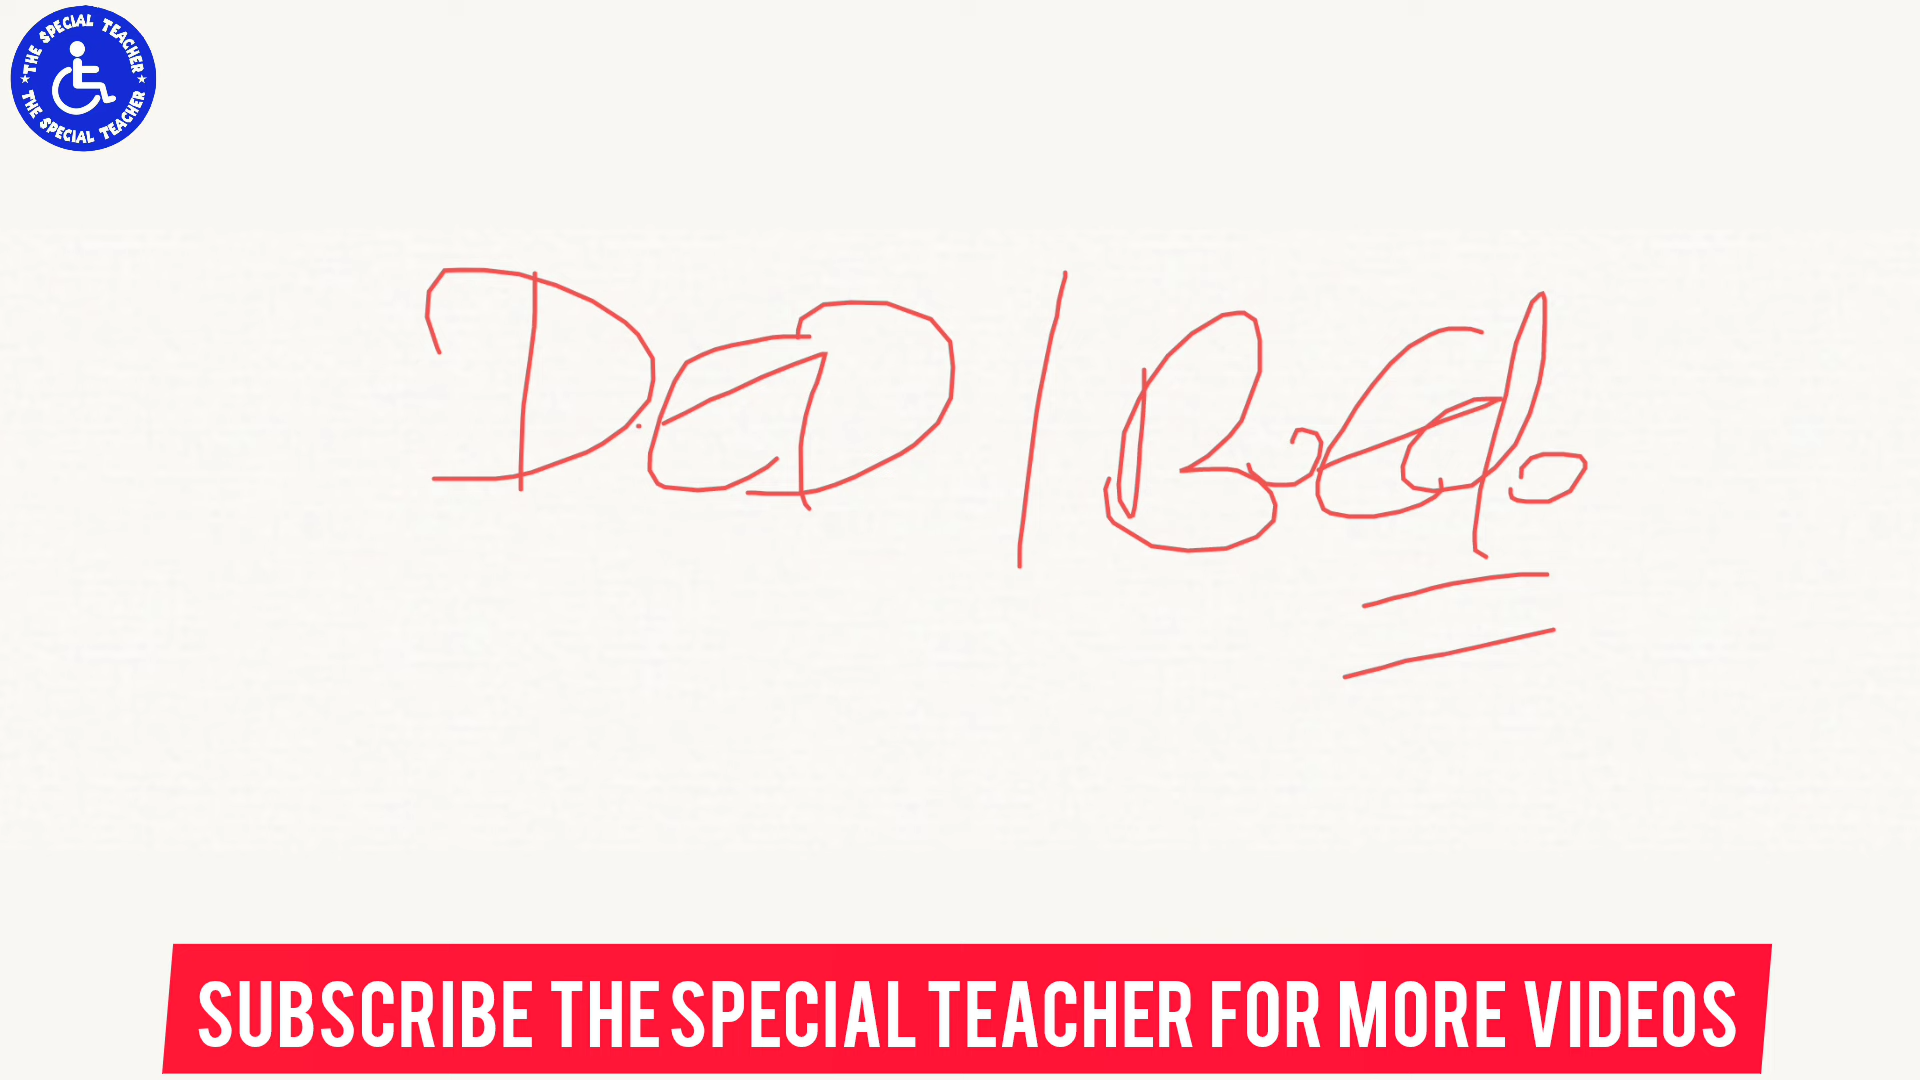 THE SPECIAL TEACHER
THE SPECIAL TEACHER
D.ED / B.Ed.
SUBSCRIBE THE SPECIAL TEACHER FOR MORE VIDEOS